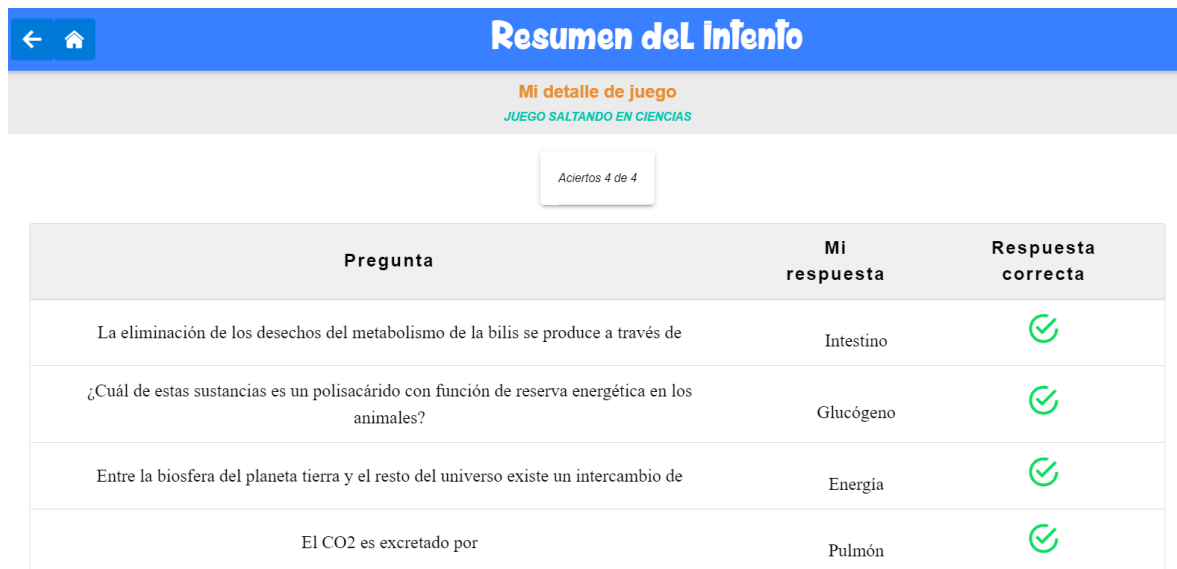 Resumen del Intento
Mi detalle de juego
JUEGO SALTANDO EN CIENCIAS
Aciertos 4 de 4
Pregunta
Mi
respuesta
Respuesta
correcta
La eliminación de los desechos del metabolismo de la bilis se produce a través de
Intestino
¿Cuál de estas sustancias es un polisacárido con función de reserva energética en los
animales?
Glucógeno
Entre la biosfera del planeta tierra y el resto del universo existe un intercambio de
Energía
El CO2 es excretado por
Pulmón